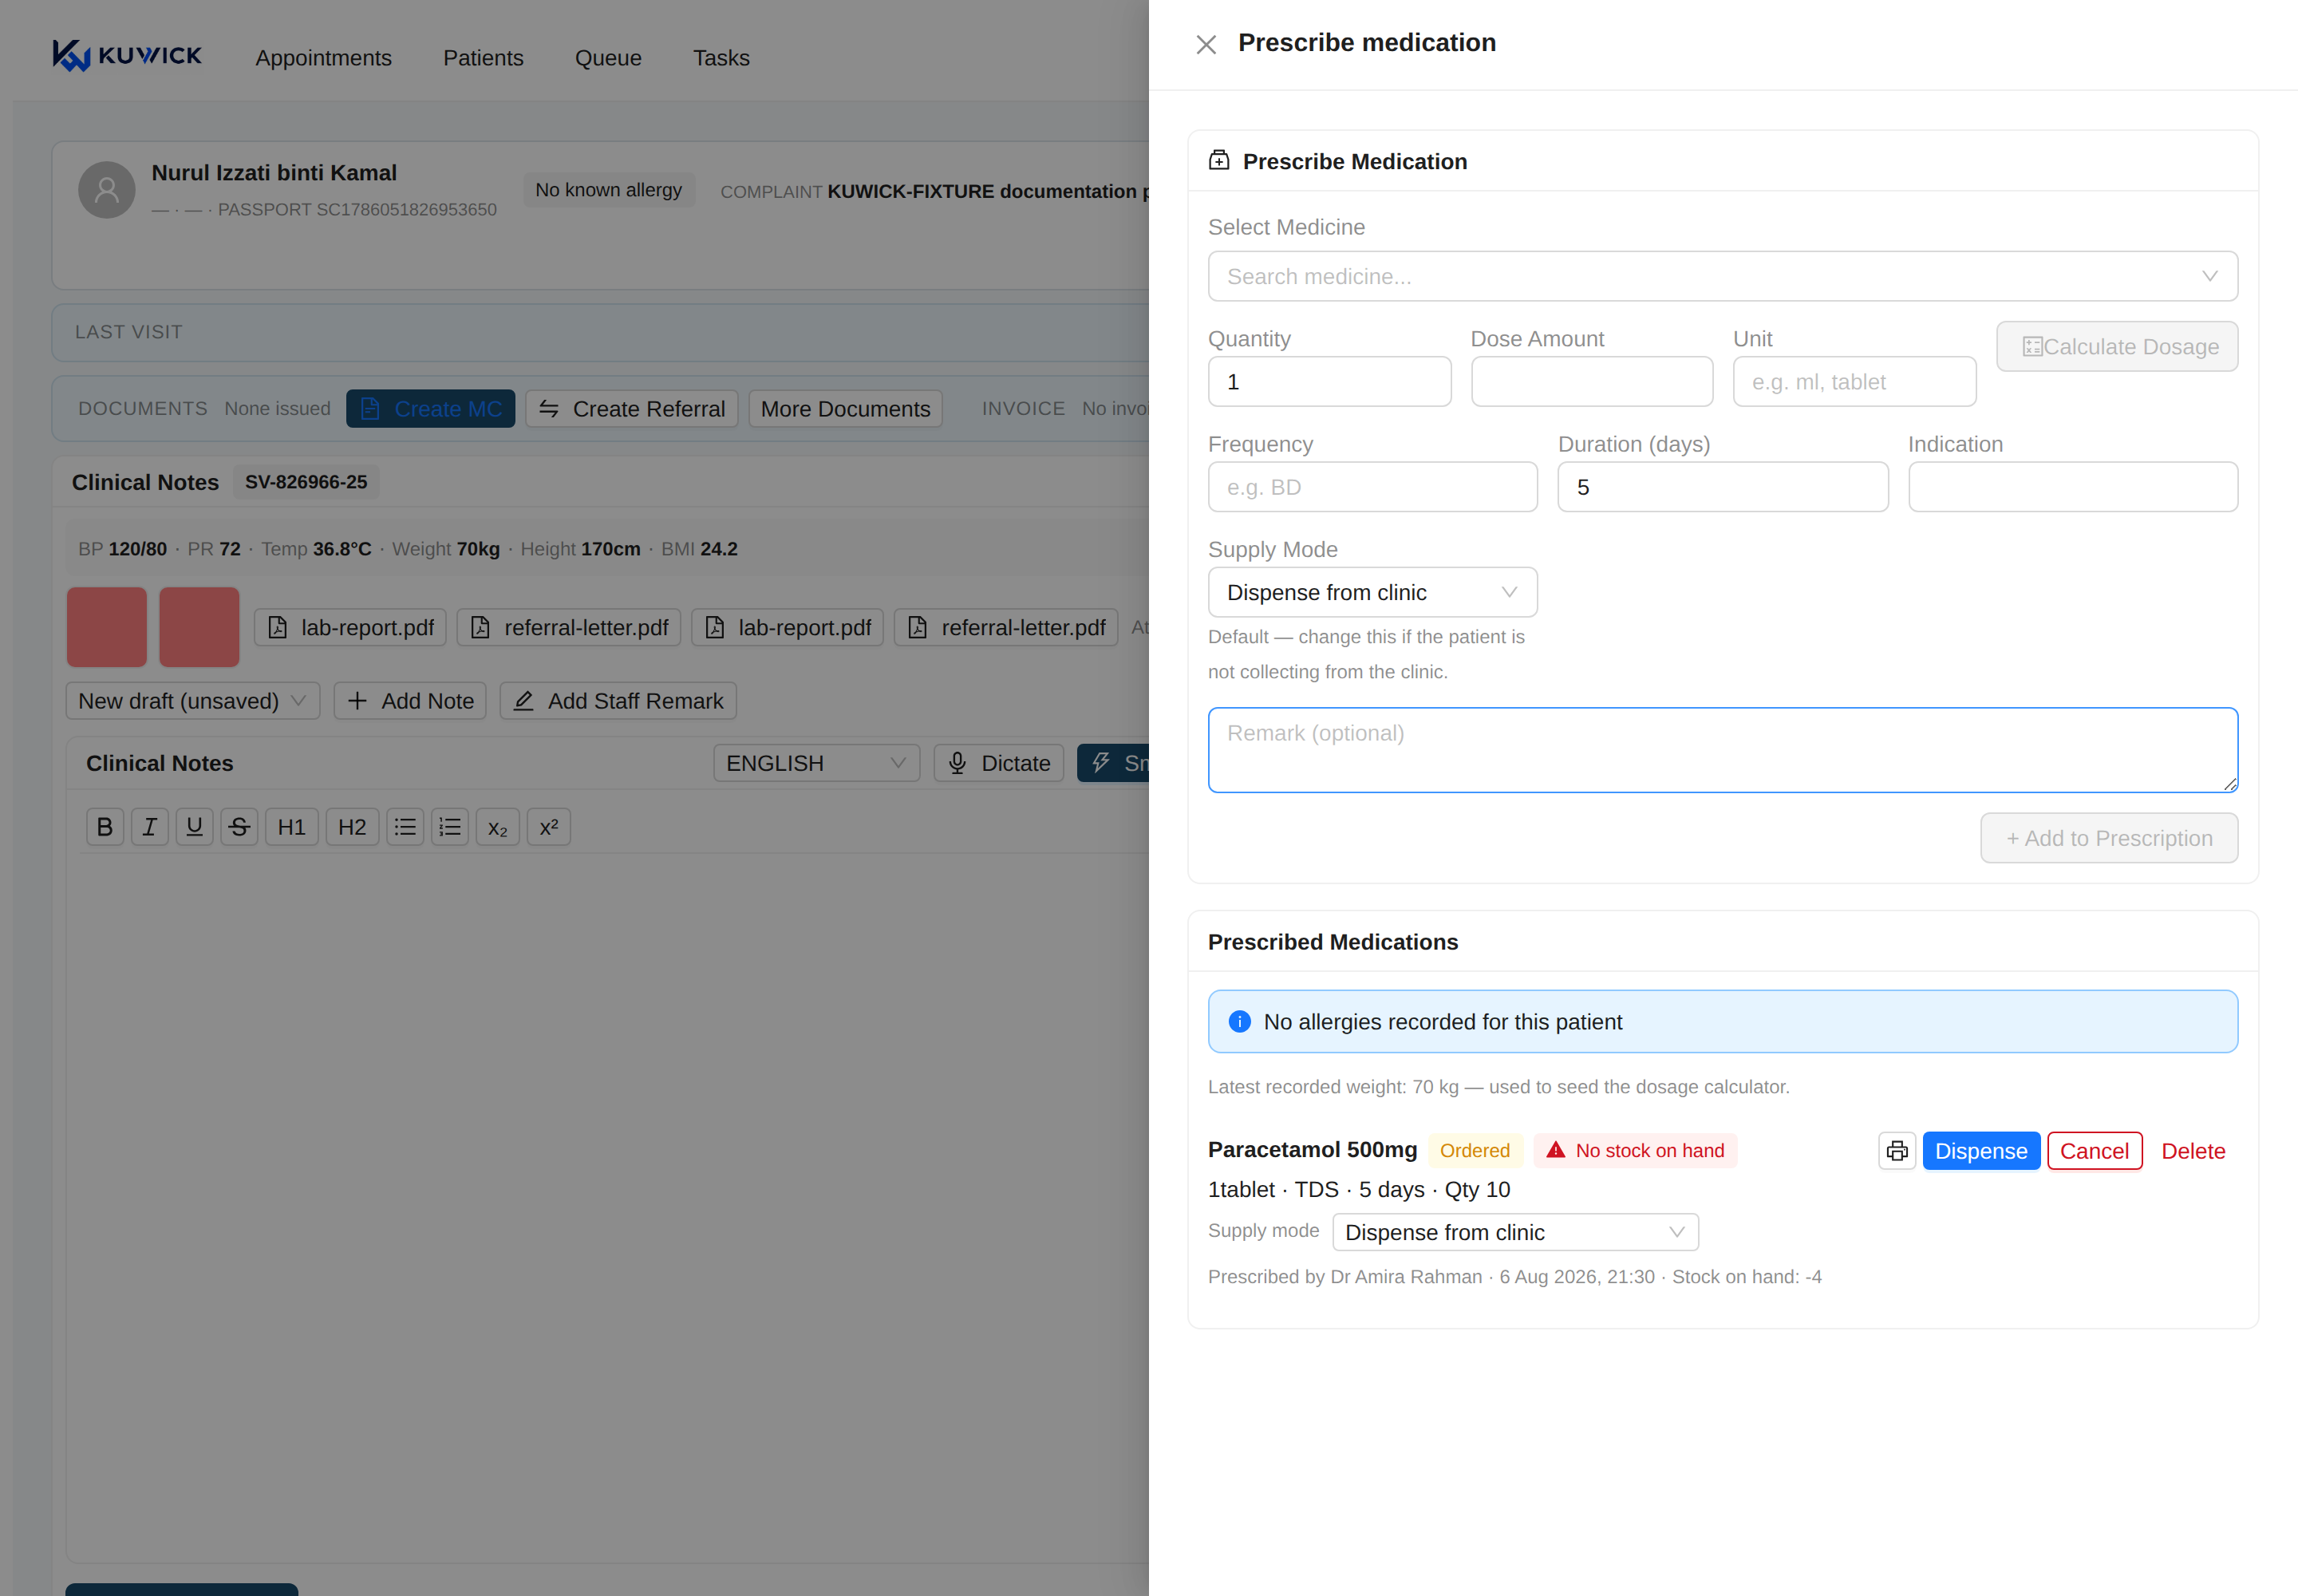 KUWICK
Appointments
Patients
Queue
Tasks
Nurul Izzati binti Kamal
— · — · PASSPORT SC1786051826953650
No known allergy
COMPLAINT KUWICK-FIXTURE documentation
LAST VISIT
DOCUMENTS
None issued
Create MC
Create Referral
More Documents
INVOICE
No
Clinical Notes
SV-826966-25
BP 120/80 · PR 72 · Temp 36.8°C · Weight 70kg · Height 170cm · BMI 24.2
lab-report.pdf
referral-letter.pdf
lab-report.pdf
referral-letter.pdf
New draft (unsaved)
Add Note
Add Staff Remark
Clinical Notes
ENGLISH
Dictate
B I U S H1 H2 x₂ x²
Prescribe medication
Prescribe Medication
Select Medicine
Search medicine...
Quantity
Dose Amount
Unit
Calculate Dosage
1
e.g. ml, tablet
Frequency
Duration (days)
Indication
e.g. BD
5
Supply Mode
Dispense from clinic
Default — change this if the patient is
not collecting from the clinic.
Remark (optional)
+ Add to Prescription
Prescribed Medications
No allergies recorded for this patient
Latest recorded weight: 70 kg — used to seed the dosage calculator.
Paracetamol 500mg
Ordered
No stock on hand
Dispense
Cancel
Delete
1tablet · TDS · 5 days · Qty 10
Supply mode
Dispense from clinic
Prescribed by Dr Amira Rahman · 6 Aug 2026, 21:30 · Stock on hand: -4